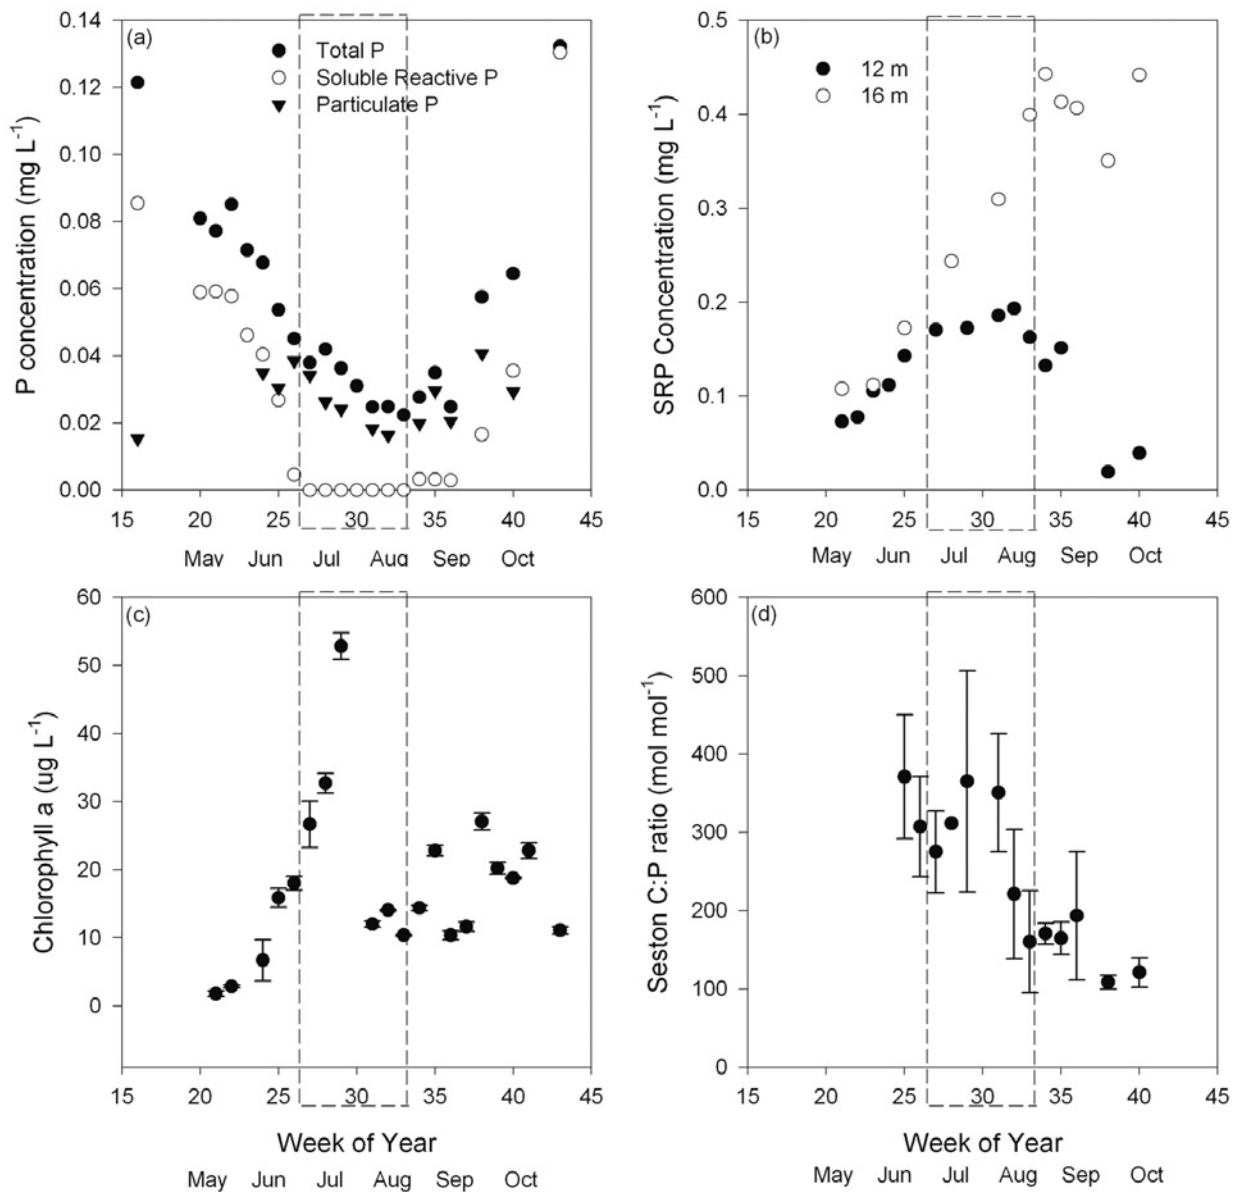 (a)
Total P
Soluble Reactive P
Particulate P
P concentration (mg L⁻¹)
0.14
0.12
0.10
0.08
0.06
0.04
0.02
0.00
15 20 25 30 35 40 45
May Jun Jul Aug Sep Oct
(b)
12 m
16 m
SRP Concentration (mg L⁻¹)
0.5
0.4
0.3
0.2
0.1
0.0
15 20 25 30 35 40 45
May Jun Jul Aug Sep Oct
(c)
Chlorophyll a (ug L⁻¹)
60
50
40
30
20
10
0
15 20 25 30 35 40 45
Week of Year
May Jun Jul Aug Sep Oct
(d)
Seston C:P ratio (mol mol⁻¹)
600
500
400
300
200
100
0
15 20 25 30 35 40 45
Week of Year
May Jun Jul Aug Sep Oct